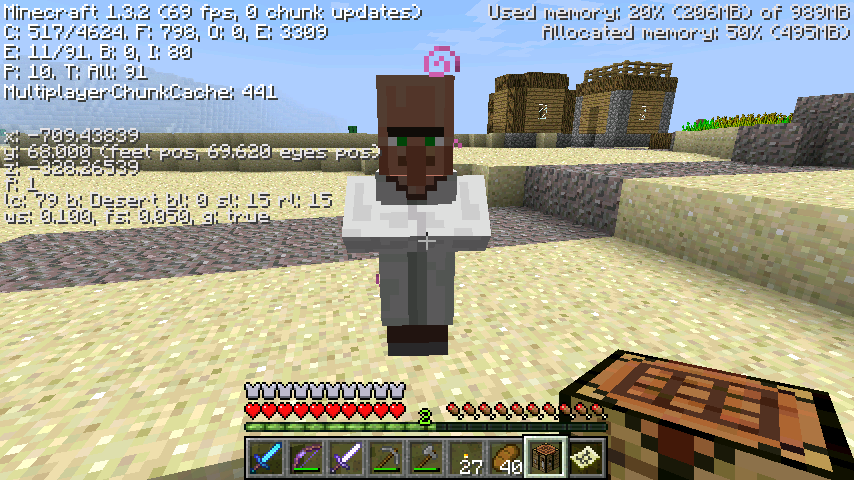 Minecraft 1.3.2 (69 fps, 0 chunk updates)
Used memory: 20% (206MB) of 989MB
C: 517/4624, F: 798, O: 0, E: 3309
Allocated memory: 50% (495MB)
E: 11/91, B: 0, I: 80
P: 10, T: All: 91
MultiplayerChunkCache: 441
x: -709.43839
y: 68.000 (feet pos, 69.620 eyes pos)
z: -328.26539
f: 1
lc: 79 b: Desert bl: 0 sl: 15 rl: 15
ws: 0.100, fs: 0.050, g: true
8
27
40